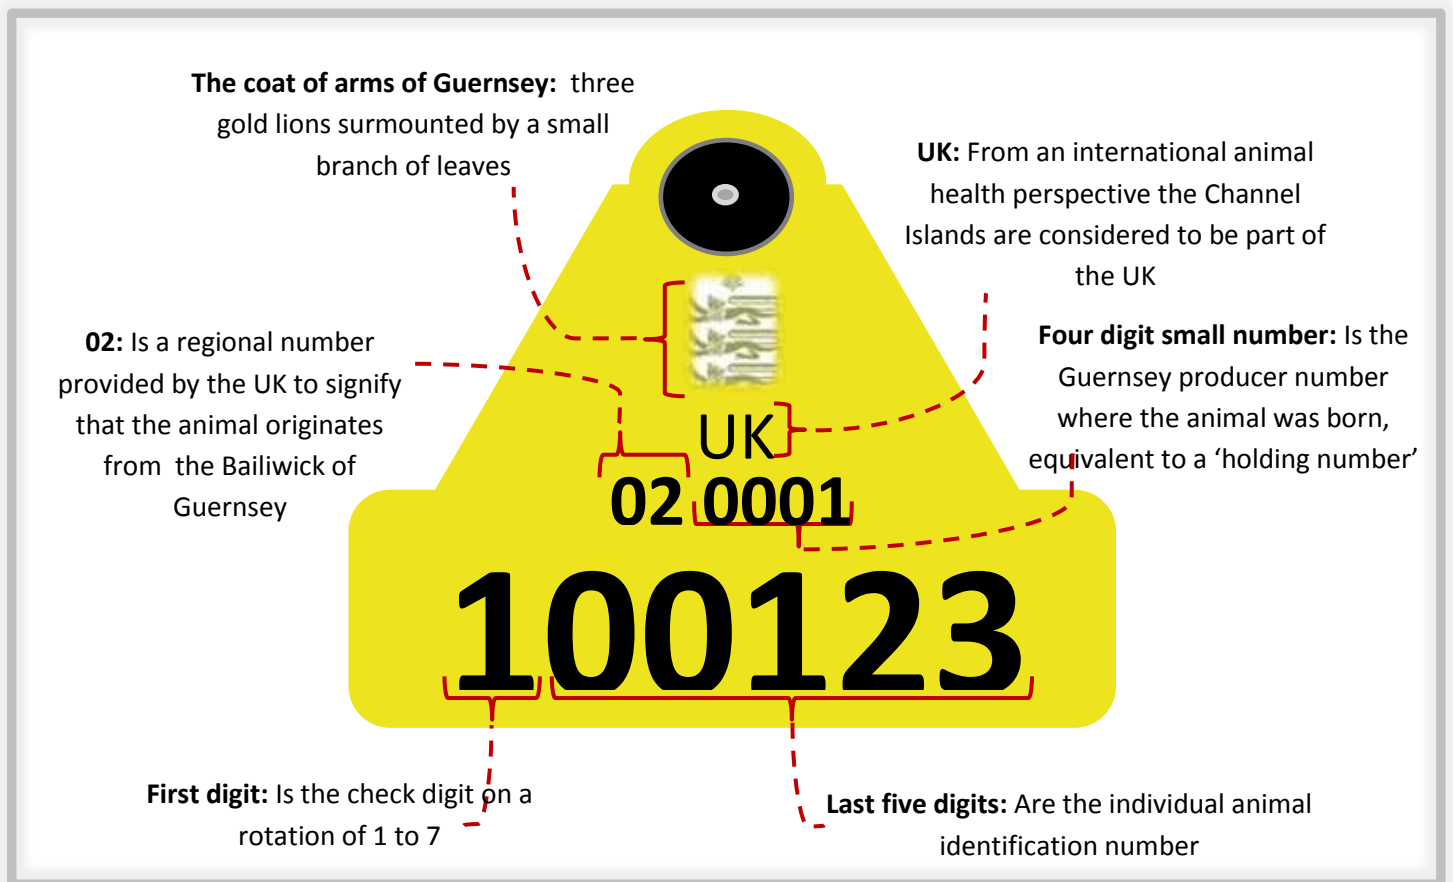 The coat of arms of Guernsey: three
gold lions surmounted by a small
branch of leaves
UK: From an international animal
health perspective the Channel
Islands are considered to be part of
the UK
02: Is a regional number
provided by the UK to signify
that the animal originates
from the Bailiwick of
Guernsey
Four digit small number: Is the
Guernsey producer number
where the animal was born,
equivalent to a ‘holding number’
UK
02 0001
100123
First digit: Is the check digit on a
rotation of 1 to 7
Last five digits: Are the individual animal
identification number